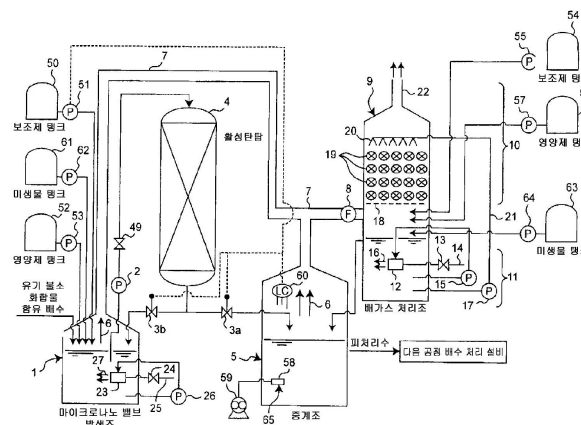 50
51
보조제 탱크
61
62
미생물 탱크
52
53
영양제 탱크
유기 불소
화합물
함유 배수
7
49
2
6
1
27
23
24
25
26
마이크로나노 밸브
발생조
4
활성탄탑
3b
3a
7
8
F
LC
60
6
5
58
59
65
중계조
피처리수
다음 공정 배수 처리 설비
9
22
20
19
18
16
12
13
14
15
17
배가스 처리조
10
21
11
54
55
보조제 탱
57
영양제 탱
63
64
미생물 탱
P
P
P
P
P
P
P
P
P
P